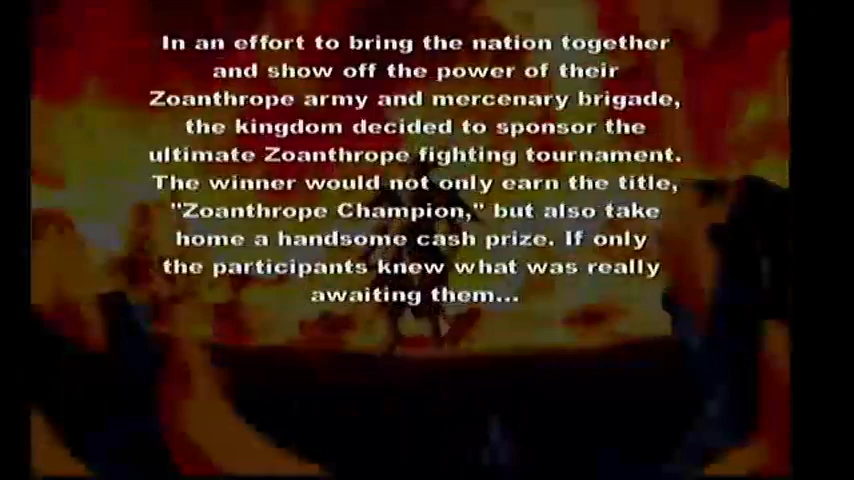 In an effort to bring the nation together
and show off the power of their
Zoanthrope army and mercenary brigade,
the kingdom decided to sponsor the
ultimate Zoanthrope fighting tournament.
The winner would not only earn the title,
"Zoanthrope Champion," but also take
home a handsome cash prize. If only
the participants knew what was really
awaiting them...